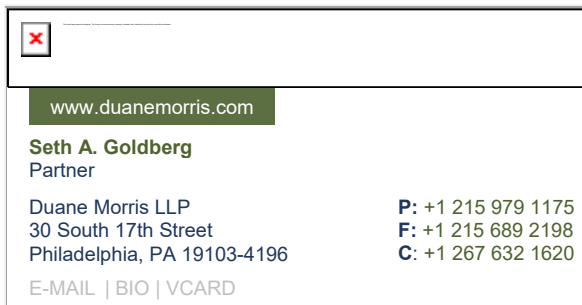 www.duanemorris.com
Seth A. Goldberg
Partner
Duane Morris LLP
30 South 17th Street
Philadelphia, PA 19103-4196
P: +1 215 979 1175
F: +1 215 689 2198
C: +1 267 632 1620
E-MAIL | BIO | VCARD